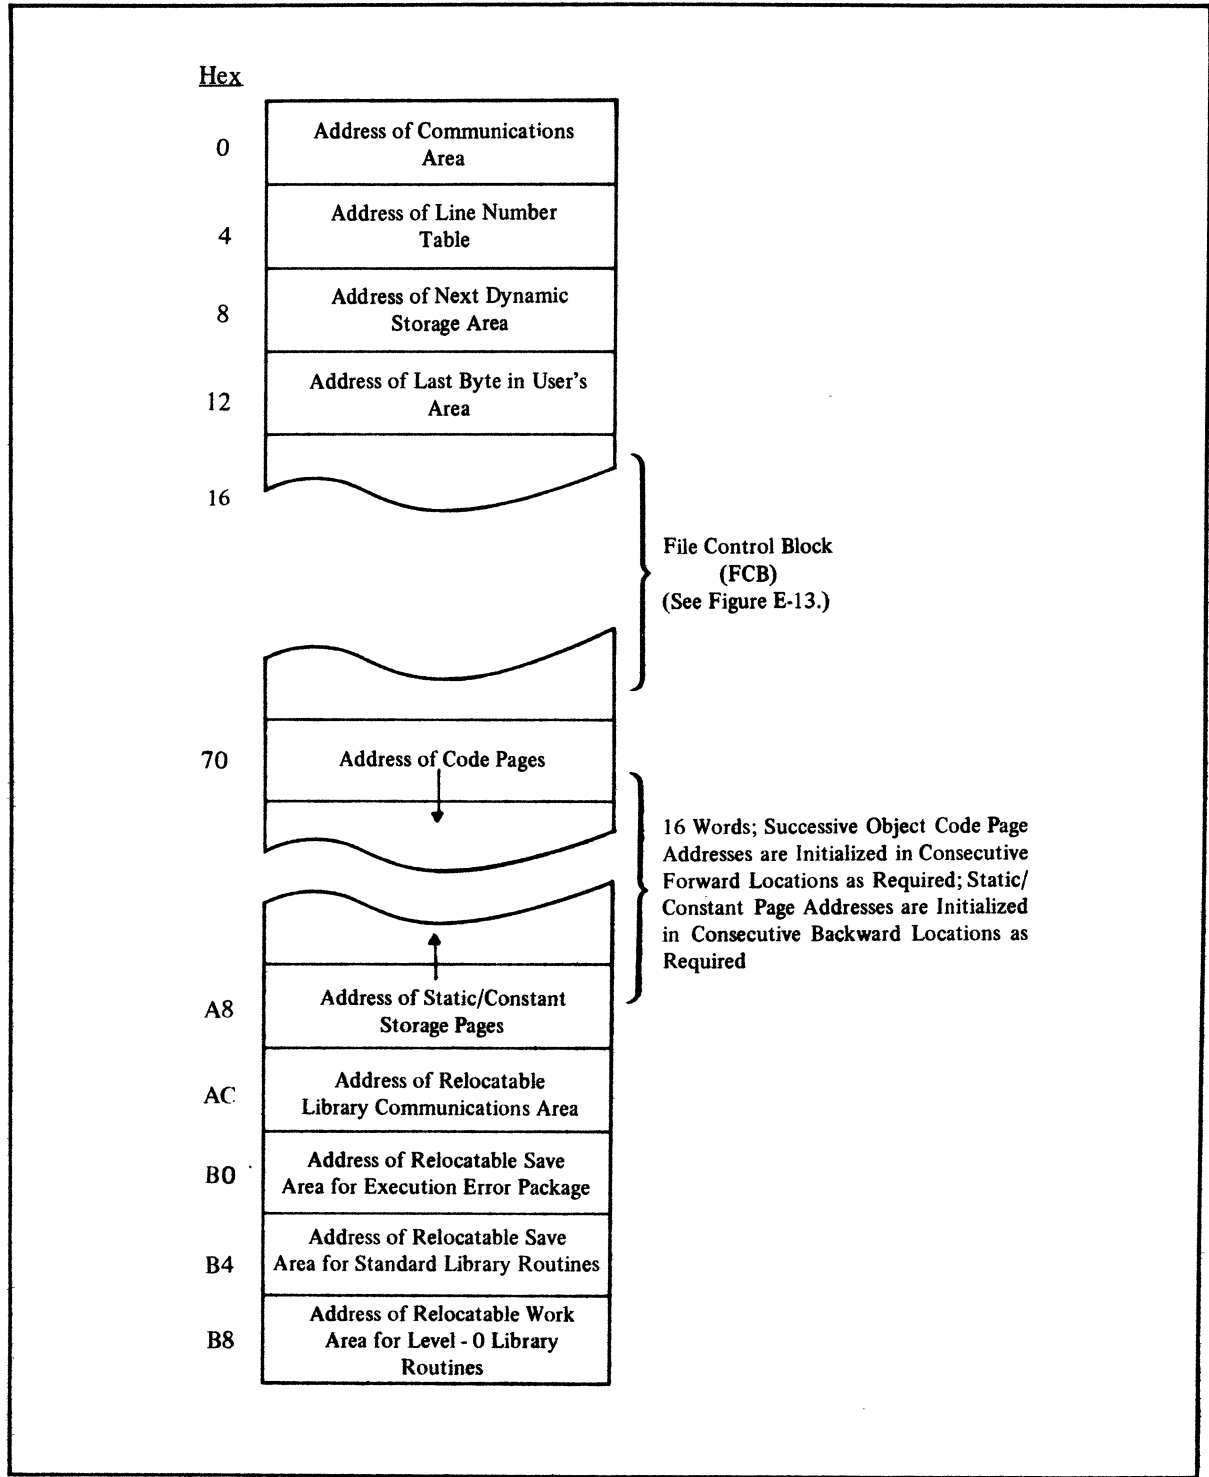 Hex
0
Address of Communications
Area
4
Address of Line Number
Table
8
Address of Next Dynamic
Storage Area
12
Address of Last Byte in User's
Area
16
File Control Block
(FCB)
(See Figure E-13.)
70
Address of Code Pages
16 Words; Successive Object Code Page
Addresses are Initialized in Consecutive
Forward Locations as Required; Static/
Constant Page Addresses are Initialized
in Consecutive Backward Locations as
Required
A8
Address of Static/Constant
Storage Pages
AC
Address of Relocatable
Library Communications Area
B0
Address of Relocatable Save
Area for Execution Error Package
B4
Address of Relocatable Save
Area for Standard Library Routines
B8
Address of Relocatable Work
Area for Level - 0 Library
Routines